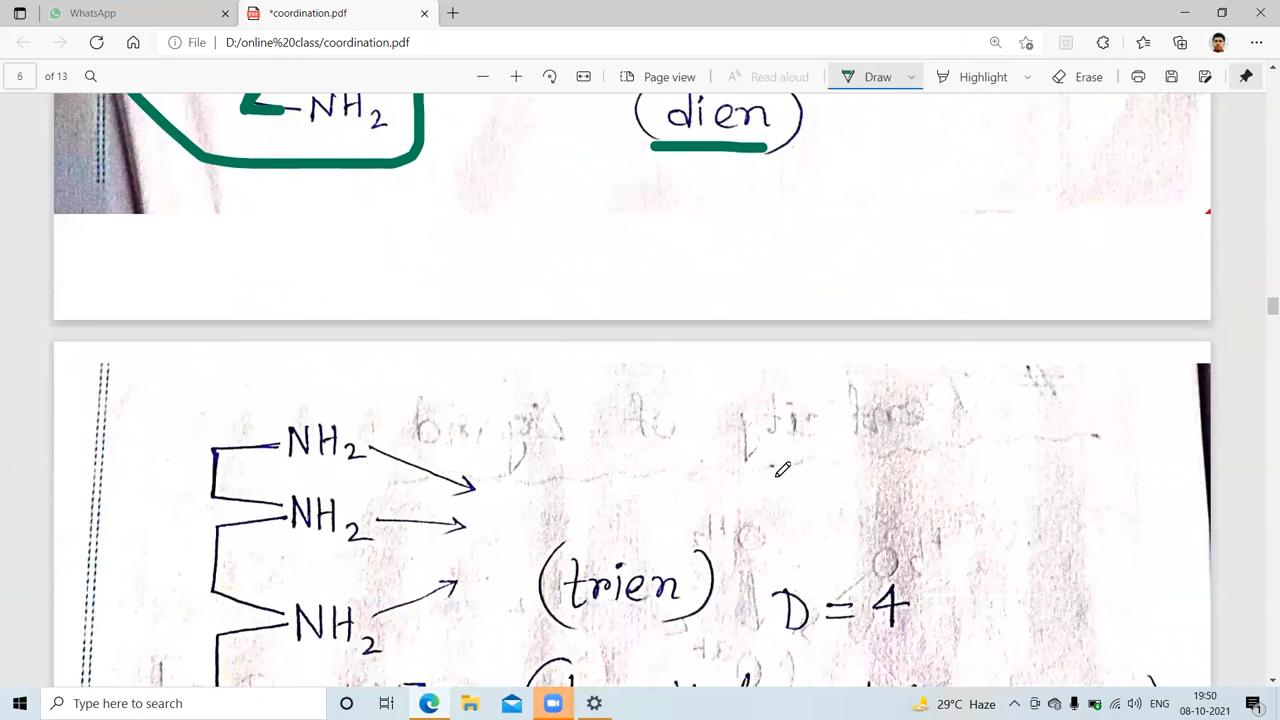 WhatsApp
*coordination.pdf
File
D:/online%20class/coordination.pdf
6 of 13
Page view
Read aloud
Draw
Highlight
Erase
NH2
(dien)
NH2
NH2
(trien)
D = 4
NH2
Type here to search
29°C Haze
ENG
19:50
08-10-2021
1